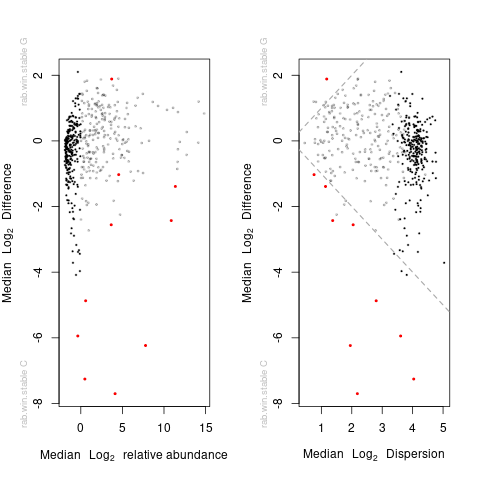 rab.win.stable G
rab.win.stable C
Median Log2 Difference
2
0
-2
-4
-6
-8
0 5 10 15
Median Log2 relative abundance
rab.win.stable G
rab.win.stable C
Median Log2 Difference
2
0
-2
-4
-6
-8
1 2 3 4 5
Median Log2 Dispersion